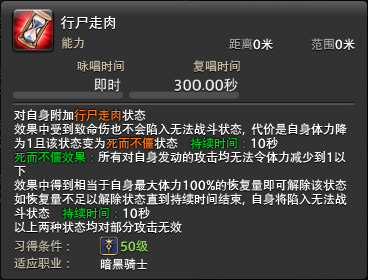 行尸走肉
能力
距离0米 范围0米
咏唱时间 复唱时间
即时 300.00秒
对自身附加行尸走肉状态
效果中受到致命伤也不会陷入无法战斗状态，代价是自身体力降
为1且该状态变为死而不僵状态 持续时间：10秒
死而不僵效果：所有对自身发动的攻击均无法令体力减少到1以
下
效果中得到相当于自身最大体力100%的恢复量即可解除该状态
如恢复量不足以解除状态直到持续时间结束，自身将陷入无法战
斗状态 持续时间：10秒
以上两种状态均对部分攻击无效
习得条件： 50级
适应职业： 暗黑骑士